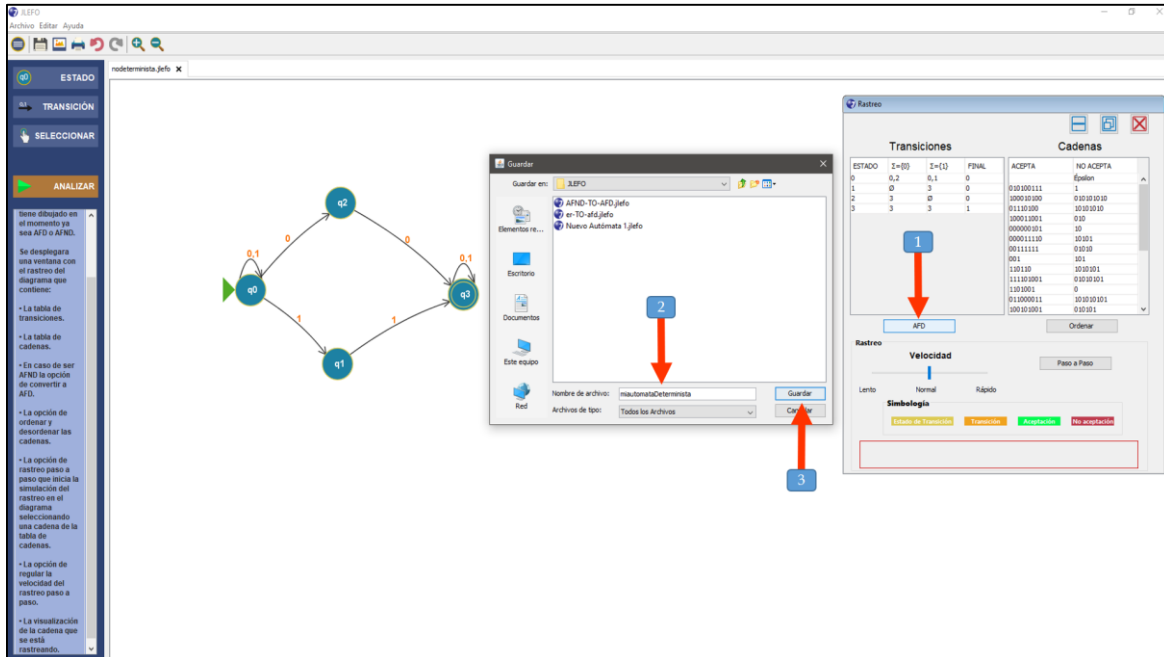 JLEFO
Archivo Editar Ayuda
nodeterminista.jlefo X
q0 ESTADO
TRANSICIÓN
SELECCIONAR
ANALIZAR
tiene dibujado en
el momento ya
sea AFD o AFND.
Se desplegara
una ventana con
el rastreo del
diagrama que
contiene:
• La tabla de
transiciones.
• La tabla de
cadenas.
• En caso de ser
AFND la opción
de convertir a
AFD.
• La opción de
ordenar y
desordenar las
cadenas.
• La opción de
rastreo paso a
paso que inicia la
simulación del
rastreo en el
diagrama
seleccionando
una cadena de la
tabla de
cadenas.
• La opción de
regular la
velocidad del
rastreo paso a
paso.
• La visualización
de la cadena que
se está
rastreando.
q2
0
0
0,1
0,1
q0
q3
1
1
q1
Guardar
Guardar en: JLEFO
AFND-TO-AFD.jlefo
er-TO-afd.jlefo
Nuevo Autómata 1.jlefo
Elementos re...
Escritorio
Documentos
Este equipo
Red
2
Nombre de archivo: miautomataDeterminista Guardar
Archivos de tipo: Todos los Archivos
3
Rastreo
Transiciones Cadenas
ESTADO Σ={0} Σ={1} FINAL ACEPTA NO ACEPTA
0 0,2 0,1 0 Épsilon
1 Ø 3 0 010100111 1
2 3 Ø 0 100010100 010101010
3 3 3 1 01110100 10101010
100011001 010
000000101 10
000011110 10101
00111111 01010
001 101
110110 1010101
111101001 01010101
1101001 0
011000011 101010101
100101001 010101
1
AFD Ordenar
Rastreo
Velocidad
Paso a Paso
Lento Normal Rápido
Simbología
Estado de Transición Transición Aceptación No aceptación